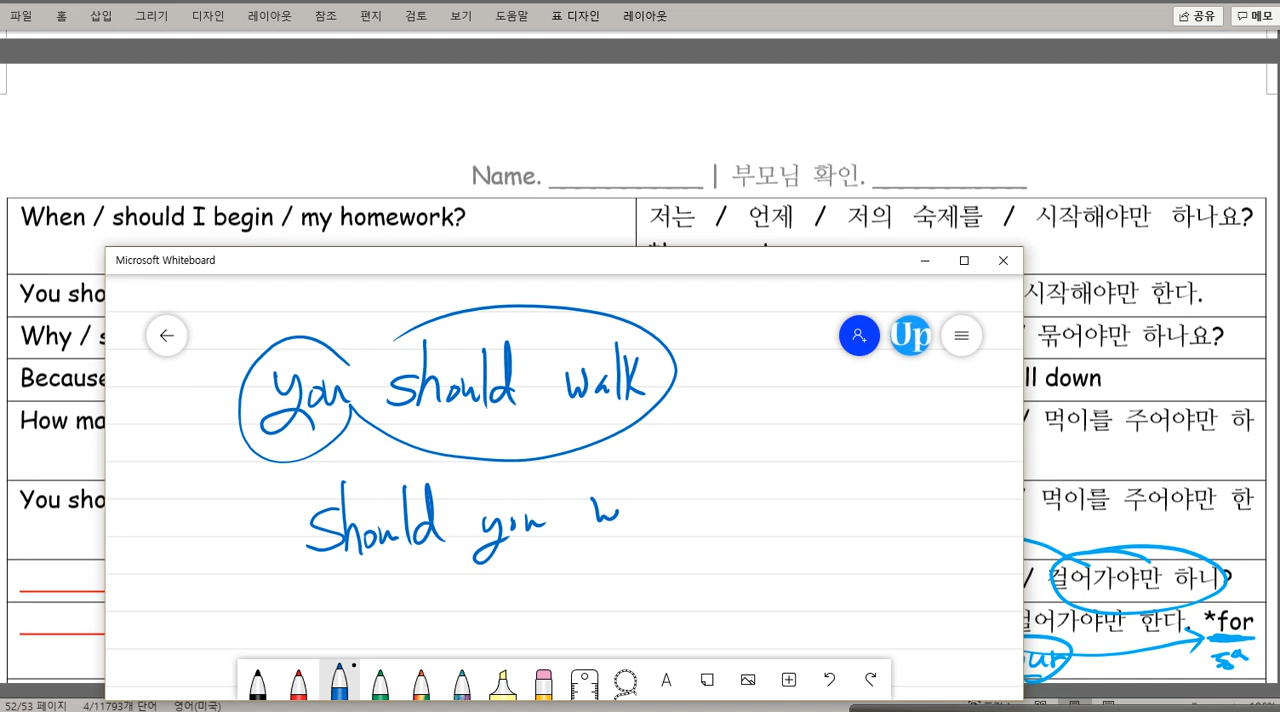 파일 홈 삽입 그리기 디자인 레이아웃 참조 편지 검토 보기 도움말 표 디자인 레이아웃 공유 메모
Name. ____________ | 부모님 확인. ____________
When / should I begin / my homework? 저는 / 언제 / 저의 숙제를 / 시작해야만 하나요?
Microsoft Whiteboard
You sho 시작해야만 한다.
Up
Why / s / 묶어야만 하나요?
you should walk
Because ll down
How ma / 먹이를 주어야만 하
You sho / 먹이를 주어야만 한
should you w
/ 걸어가야만 하니?
걸어가야만 한다. *for
our
A
52/53 페이지 4/11793개 단어 영어(미국)